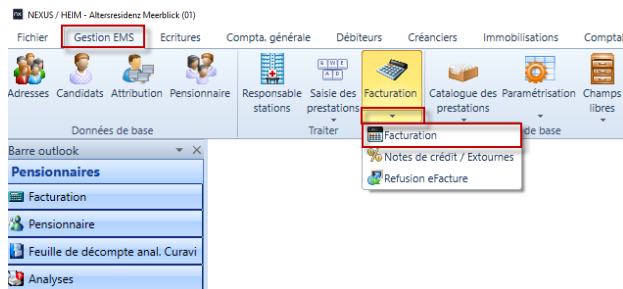 NEXUS / HEIM - Altersresidenz Meerblick (01)
Fichier Gestion EMS Ecritures Compta. générale Débiteurs Créanciers Immobilisations
Adresses Candidats Attribution Pensionnaire Responsable stations Saisie des prestations Facturation Catalogue des prestations Paramétrisation Champs libres
Données de base Traiter de base
Facturation
Notes de crédit / Extournes
Refusion eFacture
Barre outlook
Pensionnaires
Facturation
Pensionnaire
Feuille de décompte anal. Curavi
Analyses